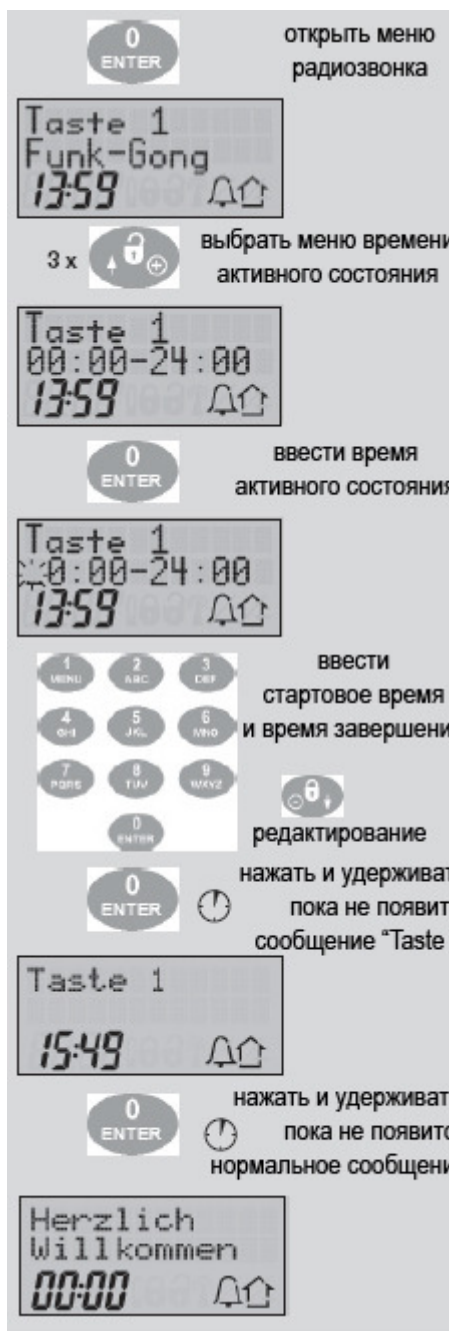 0
ENTER
открыть меню
радиозвонка
Taste 1
Funk-Gong
13:59
3 x
выбрать меню времени
активного состояния
Taste 1
00:00-24:00
13:59
0
ENTER
ввести время
активного состояния
Taste 1
0:00-24:00
13:59
1
MENU
2
ABC
3
DEF
4
GHI
5
JKL
6
MNO
7
PQRS
8
TUV
9
WXYZ
0
ENTER
ввести
стартовое время
и время завершени
редактирование
0
ENTER
нажать и удерживат
пока не появит
сообщение "Taste
Taste 1
15:49
0
ENTER
нажать и удерживат
пока не появитс
нормальное сообщени
Herzlich
Willkommen
00:00